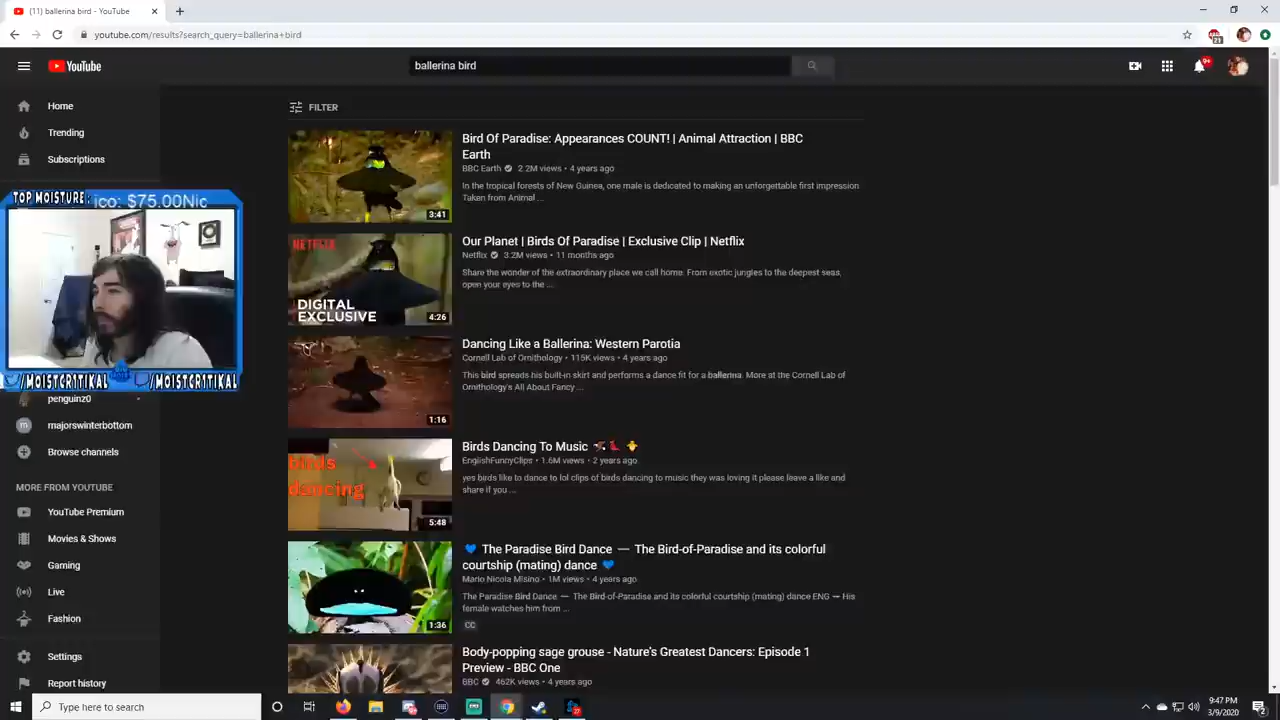 (11) ballerina bird - YouTube
youtube.com/results?search_query=ballerina+bird
21
YouTube
ballerina bird
9+
Home
Trending
Subscriptions
TOP MOISTURE:
ico: $75.00Nic
/MOISTCR1TIKAL
/MOISTCR1TIKAL
penguinz0
m majorswinterbottom
Browse channels
MORE FROM YOUTUBE
YouTube Premium
Movies & Shows
Gaming
Live
Fashion
Settings
Report history
FILTER
3:41
Bird Of Paradise: Appearances COUNT! | Animal Attraction | BBC
Earth
BBC Earth 2.2M views • 4 years ago
In the tropical forests of New Guinea, one male is dedicated to making an unforgettable first impression
Taken from Animal ...
NETFLIX
DIGITAL
EXCLUSIVE
4:26
Our Planet | Birds Of Paradise | Exclusive Clip | Netflix
Netflix 3.2M views • 11 months ago
Share the wonder of the extraordinary place we call home. From exotic jungles to the deepest seas,
open your eyes to the ...
1:16
Dancing Like a Ballerina: Western Parotia
Cornell Lab of Ornithology • 115K views • 4 years ago
This bird spreads his built-in skirt and performs a dance fit for a ballerina. More at the Cornell Lab of
Ornithology's All About Fancy ...
birds
dancing
5:48
Birds Dancing To Music
EnglishFunnyClips • 1.6M views • 2 years ago
yes birds like to dance to lol clips of birds dancing to music they was loving it please leave a like and
share if you ...
1:36
💙 The Paradise Bird Dance — The Bird-of-Paradise and its colorful
courtship (mating) dance 💙
Mario Nicola Misino • 1M views • 4 years ago
The Paradise Bird Dance — The Bird-of-Paradise and its colorful courtship (mating) dance ENG — His
female watches him from ...
CC
Body-popping sage grouse - Nature's Greatest Dancers: Episode 1
Preview - BBC One
BBC 462K views • 4 years ago
Type here to search
27
9:47 PM
3/9/2020
2